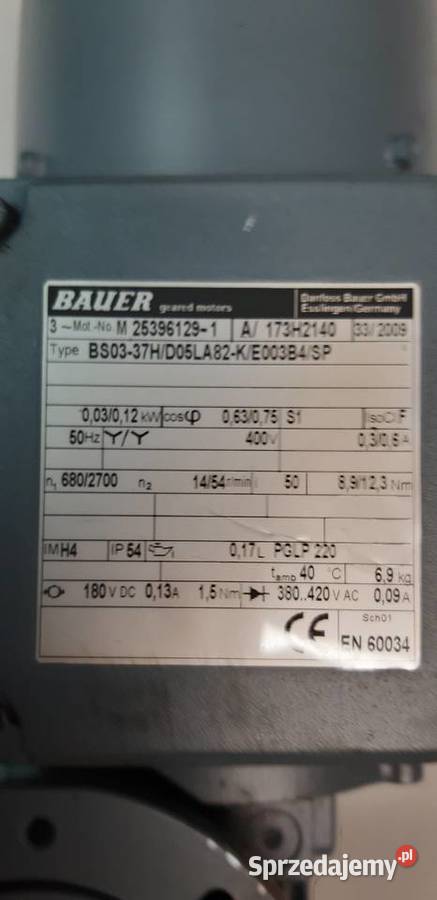 BAUER geared motors Danfoss Bauer GmbH
Esslingen/Germany
3~Mot.-No. M 25396129-1 A/ 173H2140 33/2009
Type BS03-37H/D05LA82-K/E003B4/SP
0,03/0,12 kW cosφ 0,63/0,75 S1 IsoCl F
50Hz Y/Y 400V 0,3/0,6 A
n₁ 680/2700 n₂ 14/54 r/min i 50 8,9/12,3 Nm
IM H4 IP 54 0,17 L PGLP 220
tamb 40 °C 6,9 kg
180 V DC 0,13 A 1,5 Nm 380..420 V AC 0,09 A
Sch01
CE EN 60034
Sprzedajemy.pl